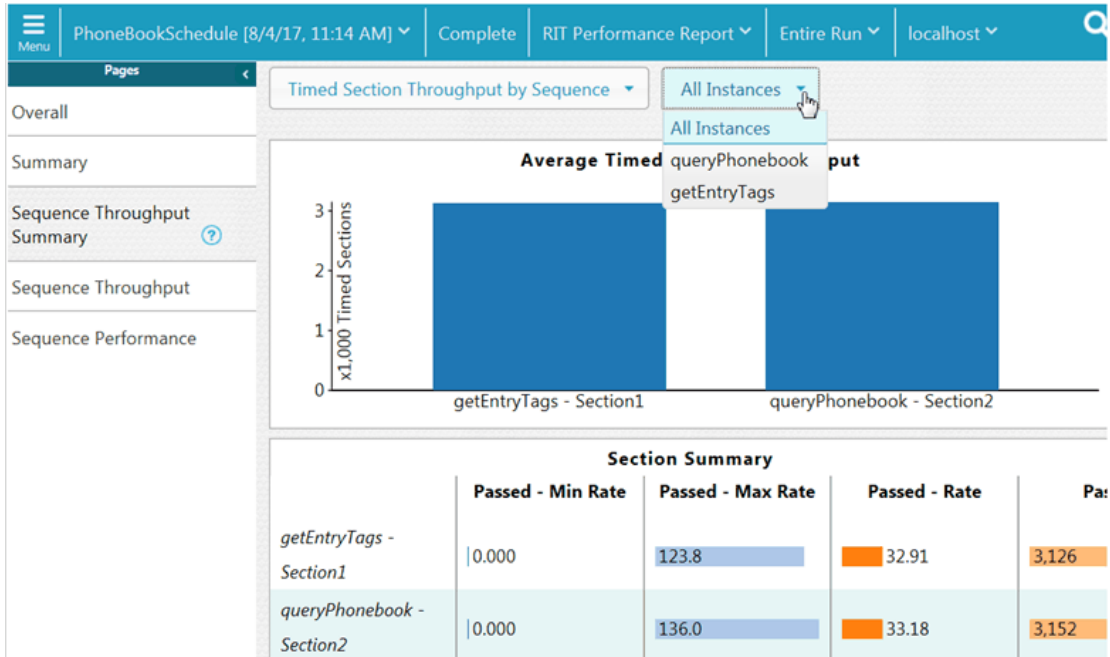 Menu
PhoneBookSchedule [8/4/17, 11:14 AM]
Complete
RIT Performance Report
Entire Run
localhost
Pages
Overall
Summary
Sequence Throughput
Summary
?
Sequence Throughput
Sequence Performance
Timed Section Throughput by Sequence
All Instances
All Instances
queryPhonebook
getEntryTags
Average Timed
3
2
1
0
x1,000 Timed Sections
getEntryTags - Section1
queryPhonebook - Section2
Section Summary
Passed - Min Rate
Passed - Max Rate
Passed - Rate
getEntryTags -
Section1
0.000
123.8
32.91
3,126
queryPhonebook -
Section2
0.000
136.0
33.18
3,152